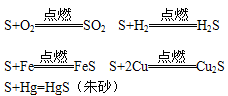 S+O₂ 点燃 SO₂ S+H₂ 点燃 H₂S
S+Fe 点燃 FeS S+2Cu 点燃 Cu₂S
S+Hg=HgS（朱砂）